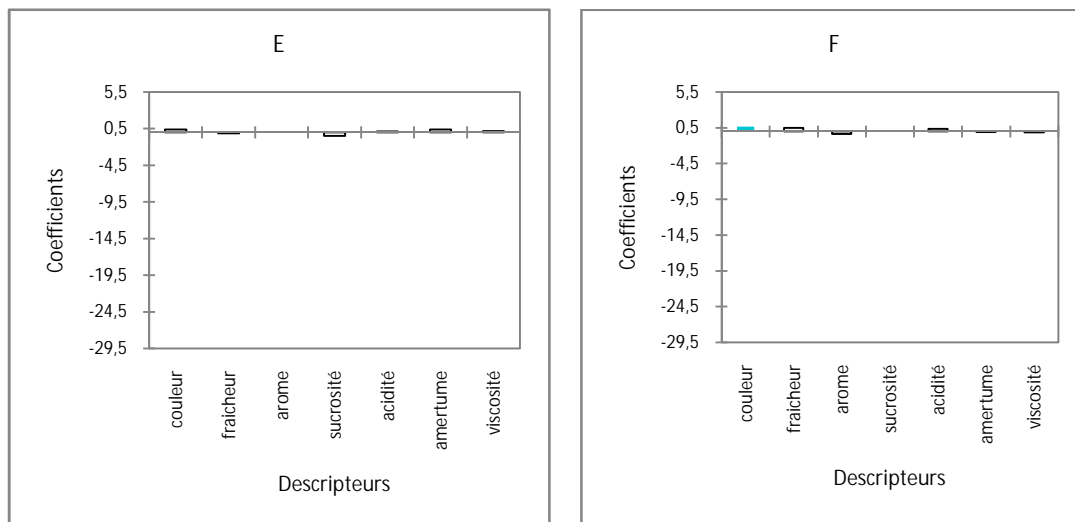 E
5,5
0,5
-4,5
-9,5
-14,5
-19,5
-24,5
-29,5
Coefficients
couleur
fraicheur
arome
sucrosité
acidité
amertume
viscosité
Descripteurs
F
5,5
0,5
-4,5
-9,5
-14,5
-19,5
-24,5
-29,5
Coefficients
couleur
fraicheur
arome
sucrosité
acidité
amertume
viscosité
Descripteurs